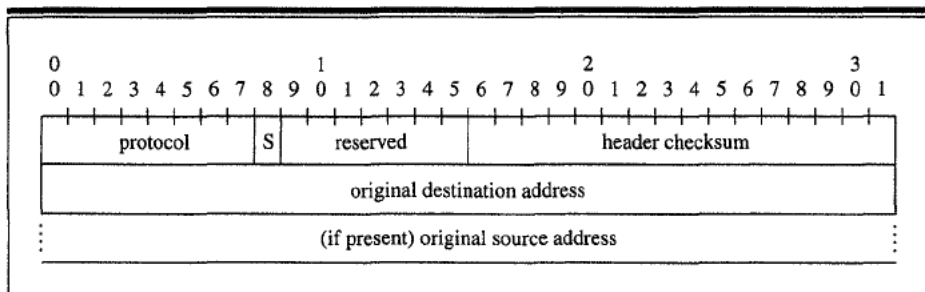 0 1 2 3
0 1 2 3 4 5 6 7 8 9 0 1 2 3 4 5 6 7 8 9 0 1 2 3 4 5 6 7 8 9 0 1
protocol S reserved header checksum
original destination address
(if present) original source address